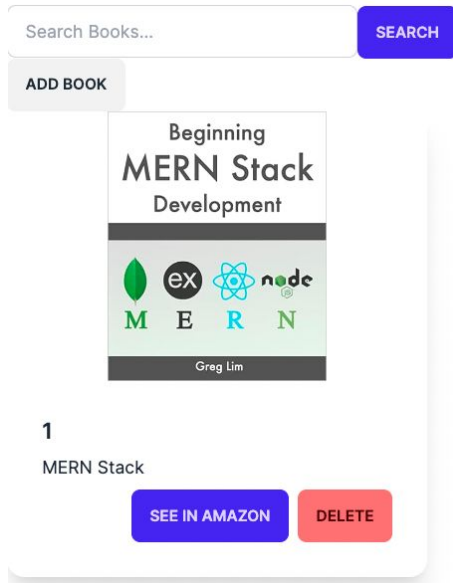 Search Books...
SEARCH
ADD BOOK
Beginning
MERN Stack
Development
ex
node
JS
M E R N
Greg Lim
1
MERN Stack
SEE IN AMAZON
DELETE